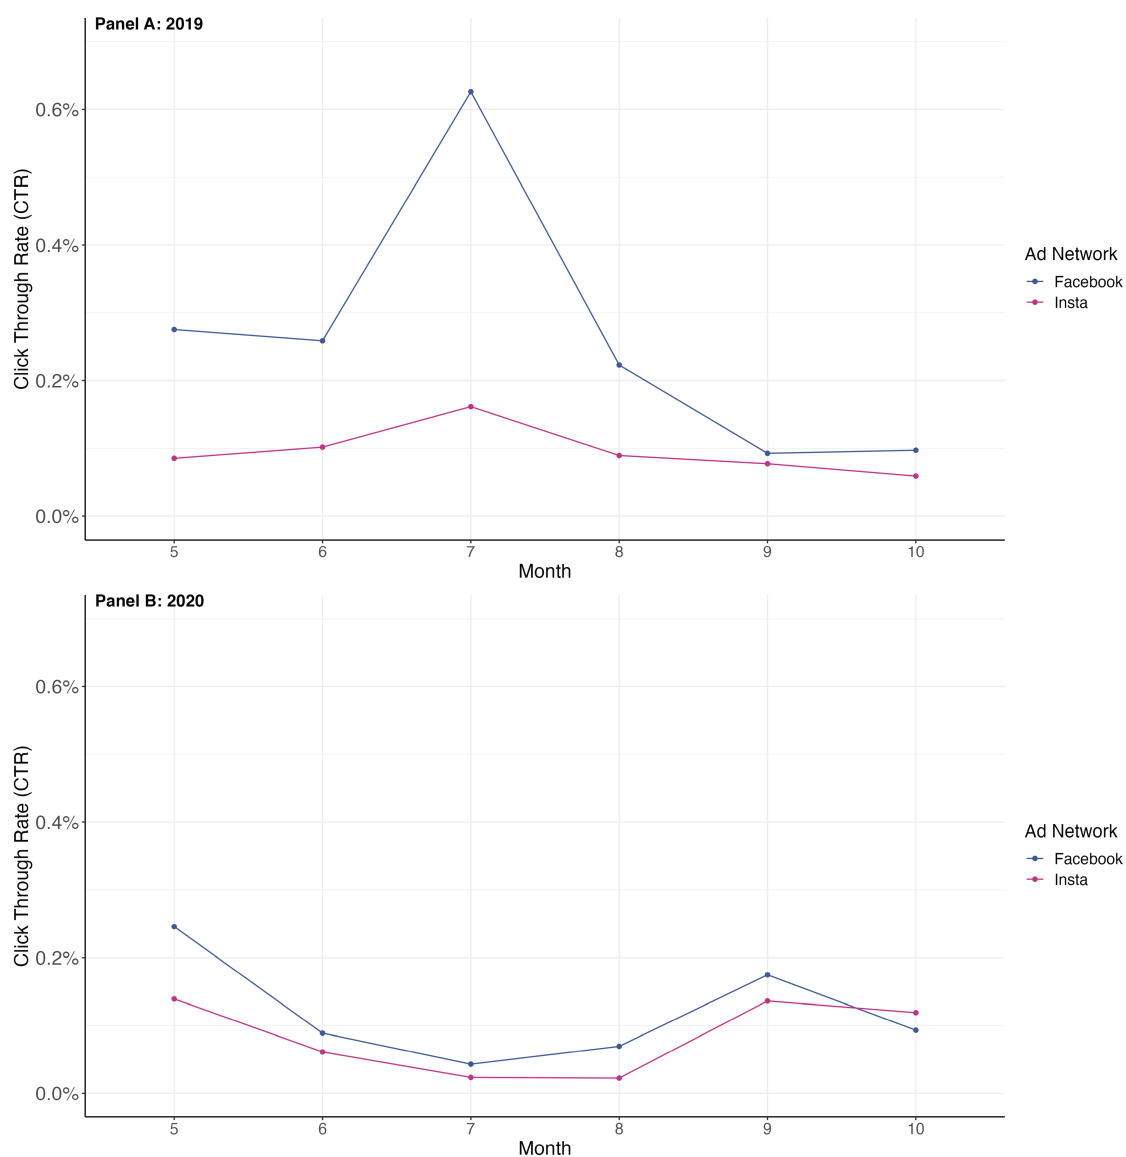 Panel A: 2019
Click Through Rate (CTR)
0.6%
0.4%
0.2%
0.0%
5 6 7 8 9 10
Month
Ad Network
Facebook
Insta
Panel B: 2020
Click Through Rate (CTR)
0.6%
0.4%
0.2%
0.0%
5 6 7 8 9 10
Month
Ad Network
Facebook
Insta